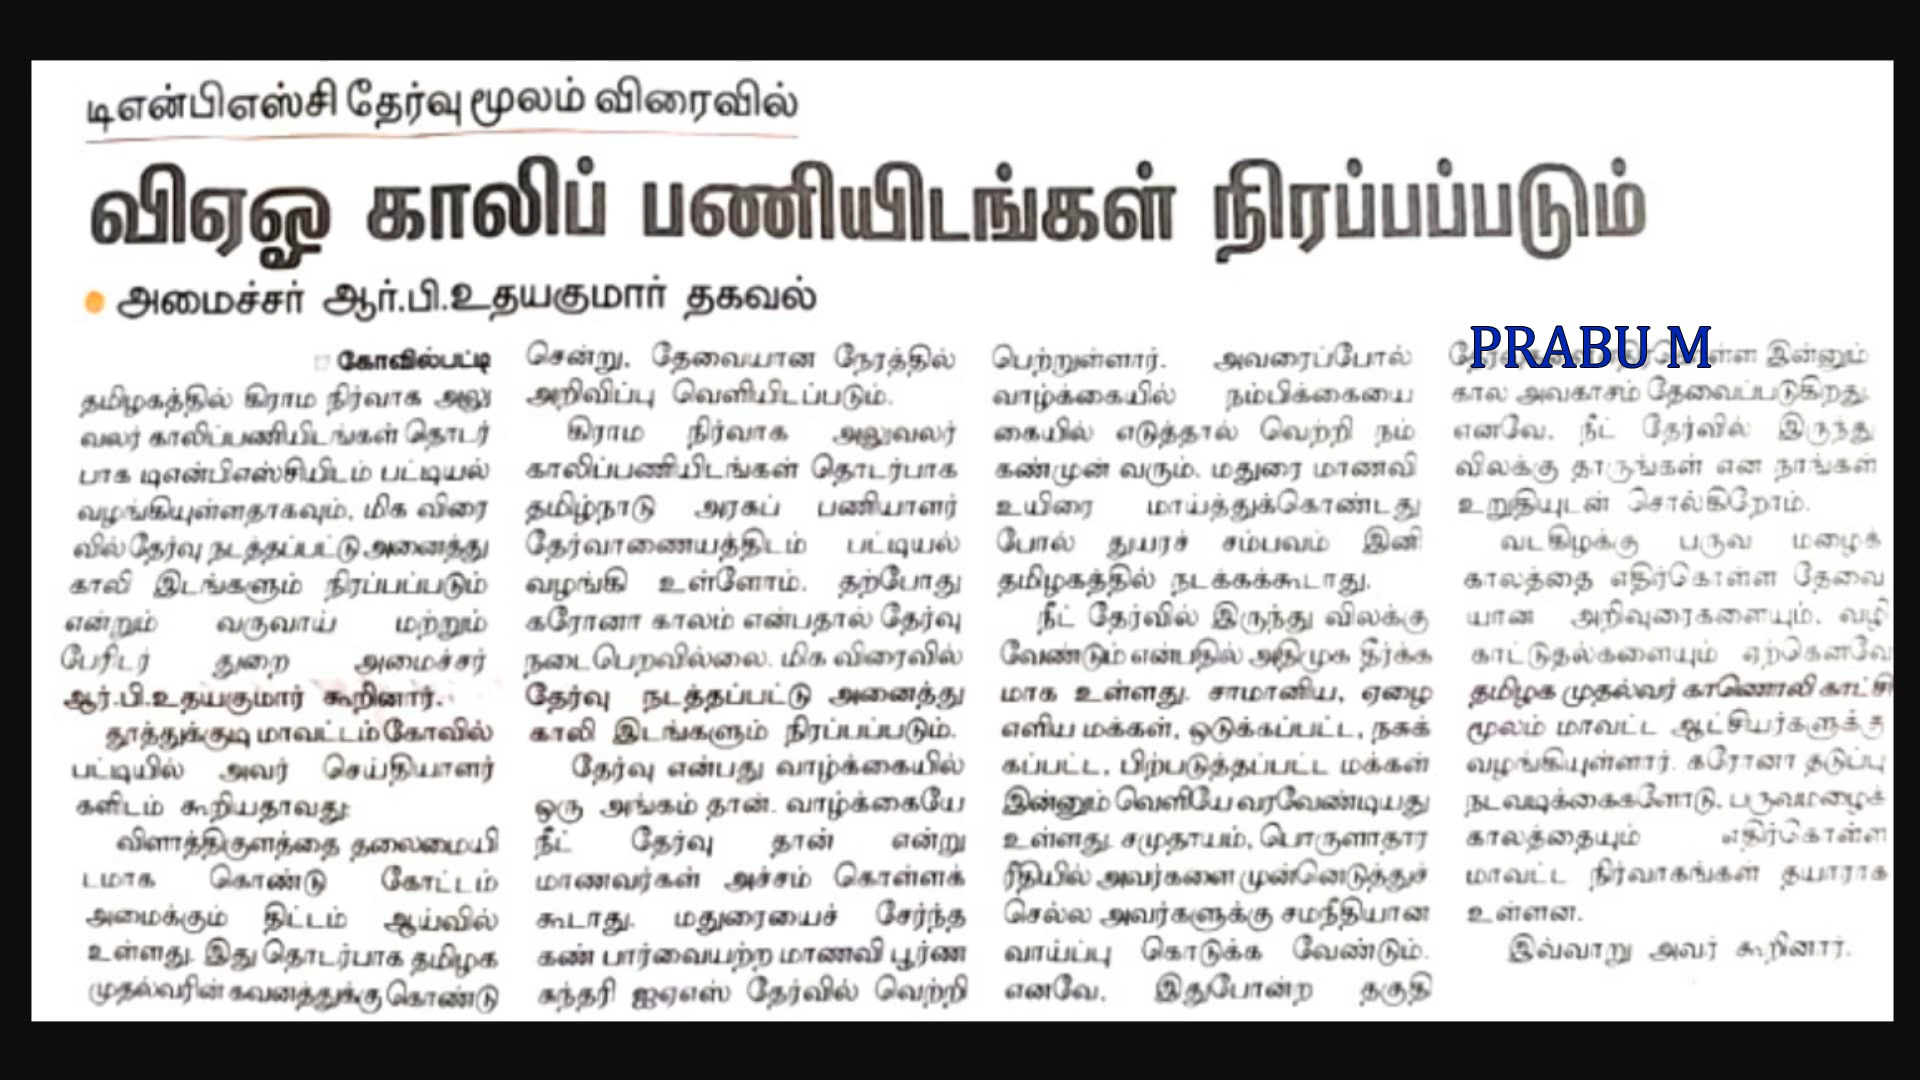 டிஎன்பிஎஸ்சி தேர்வு மூலம் விரைவில்
விஏஓ காலிப் பணியிடங்கள் நிரப்பப்படும்
அமைச்சர் ஆர்.பி.உதயகுமார் தகவல்
கோவில்பட்டி
தமிழகத்தில் கிராம நிர்வாக அலு
வலர் காலிப்பணியிடங்கள் தொடர்
பாக டிஎன்பிஎஸ்சியிடம் பட்டியல்
வழங்கியுள்ளதாகவும், மிக விரை
வில் தேர்வு நடத்தப்பட்டு அனைத்து
காலி இடங்களும் நிரப்பப்படும்
என்றும் வருவாய் மற்றும்
பேரிடர் துறை அமைச்சர்
ஆர்.பி.உதயகுமார் கூறினார்.
தூத்துக்குடி மாவட்டம் கோவில்
பட்டியில் அவர் செய்தியாளர்
களிடம் கூறியதாவது:
விளாத்திகுளத்தை தலைமையி
டமாக கொண்டு கோட்டம்
அமைக்கும் திட்டம் ஆய்வில்
உள்ளது. இது தொடர்பாக தமிழக
முதல்வரின் கவனத்துக்கு கொண்டு
சென்று, தேவையான நேரத்தில்
அறிவிப்பு வெளியிடப்படும்.
கிராம நிர்வாக அலுவலர்
காலிப்பணியிடங்கள் தொடர்பாக
தமிழ்நாடு அரசுப் பணியாளர்
தேர்வாணையத்திடம் பட்டியல்
வழங்கி உள்ளோம். தற்போது
கரோனா காலம் என்பதால் தேர்வு
நடைபெறவில்லை. மிக விரைவில்
தேர்வு நடத்தப்பட்டு அனைத்து
காலி இடங்களும் நிரப்பப்படும்.
தேர்வு என்பது வாழ்க்கையில்
ஒரு அங்கம் தான். வாழ்க்கையே
நீட் தேர்வு தான் என்று
மாணவர்கள் அச்சம் கொள்ளக்
கூடாது. மதுரையைச் சேர்ந்த
கண் பார்வையற்ற மாணவி பூர்ண
சுந்தரி ஐஏஎஸ் தேர்வில் வெற்றி
பெற்றுள்ளார். அவரைப்போல்
வாழ்க்கையில் நம்பிக்கையை
கையில் எடுத்தால் வெற்றி நம்
கண்முன் வரும். மதுரை மாணவி
உயிரை மாய்த்துக்கொண்டது
போல் துயரச் சம்பவம் இனி
தமிழகத்தில் நடக்கக்கூடாது.
நீட் தேர்வில் இருந்து விலக்கு
வேண்டும் என்பதில் அதிமுக தீர்க்க
மாக உள்ளது. சாமானிய, ஏழை
எளிய மக்கள், ஒடுக்கப்பட்ட, நசுக்
கப்பட்ட, பிற்படுத்தப்பட்ட மக்கள்
இன்னும் வெளியே வரவேண்டியது
உள்ளது. சமுதாயம், பொருளாதார
ரீதியில் அவர்களை முன்னெடுத்துச்
செல்ல அவர்களுக்கு சமநீதியான
வாய்ப்பு கொடுக்க வேண்டும்.
எனவே, இதுபோன்ற தகுதி
PRABU M
இன்னும்
கால அவகாசம் தேவைப்படுகிறது.
எனவே, நீட் தேர்வில் இருந்து
விலக்கு தாருங்கள் என நாங்கள்
உறுதியுடன் சொல்கிறோம்.
வடகிழக்கு பருவ மழைக்
காலத்தை எதிர்கொள்ள தேவை
யான அறிவுரைகளையும், வழி
காட்டுதல்களையும் ஏற்கெனவே
தமிழக முதல்வர் காணொலி காட்சி
மூலம் மாவட்ட ஆட்சியர்களுக்கு
வழங்கியுள்ளார். கரோனா தடுப்பு
நடவடிக்கைகளோடு, பருவமழைக்
காலத்தையும் எதிர்கொள்ள
மாவட்ட நிர்வாகங்கள் தயாராக
உள்ளன.
இவ்வாறு அவர் கூறினார்.